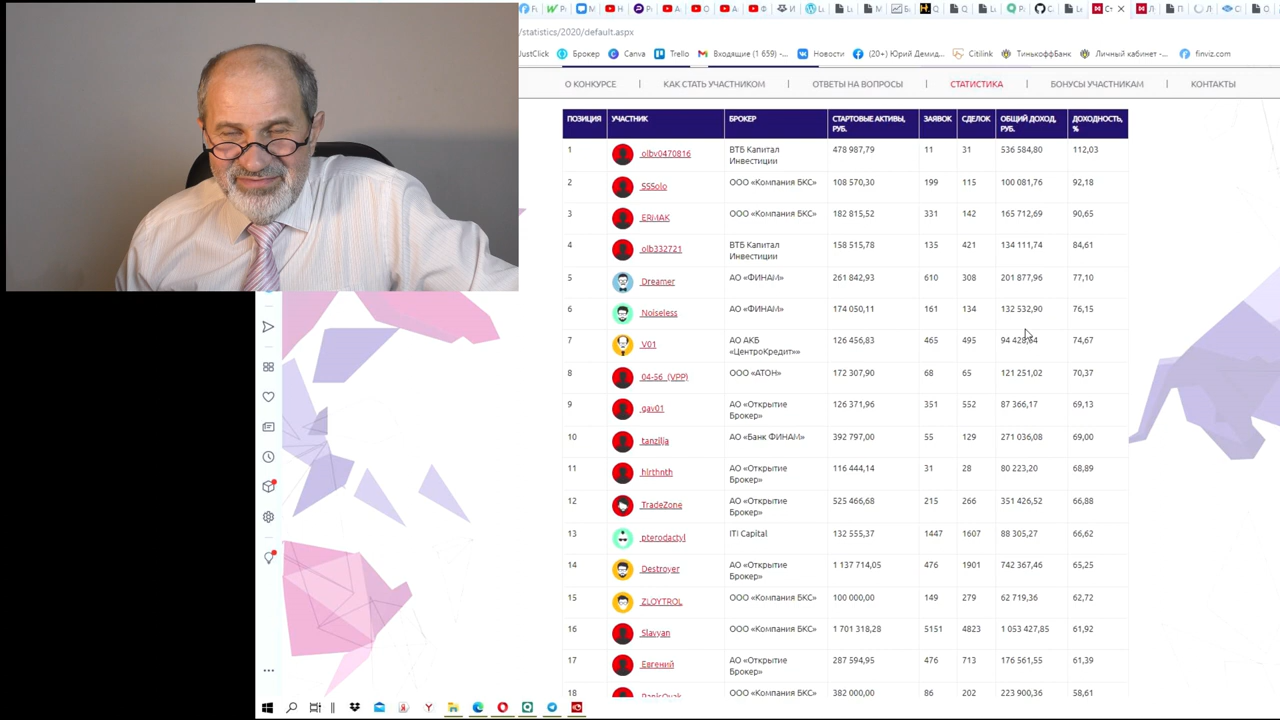 /statistics/2020/default.aspx
JustClick Брокер Canva Trello Входящие (1 659) -... Новости (20+) Юрий Демид... Citilink ТинькоффБанк Личный кабинет -... finviz.com
О КОНКУРСЕ | КАК СТАТЬ УЧАСТНИКОМ | ОТВЕТЫ НА ВОПРОСЫ | СТАТИСТИКА | БОНУСЫ УЧАСТНИКАМ | КОНТАКТЫ
ПОЗИЦИЯ УЧАСТНИК БРОКЕР СТАРТОВЫЕ АКТИВЫ, РУБ. ЗАЯВОК СДЕЛОК ОБЩИЙ ДОХОД, РУБ. ДОХОДНОСТЬ, %
1 olbv0470816 ВТБ Капитал Инвестиции 478 987,79 11 31 536 584,80 112,03
2 SSSolo ООО «Компания БКС» 108 570,30 199 115 100 081,76 92,18
3 ERMAK ООО «Компания БКС» 182 815,52 331 142 165 712,69 90,65
4 olb332721 ВТБ Капитал Инвестиции 158 515,78 135 421 134 111,74 84,61
5 Dreamer АО «ФИНАМ» 261 842,93 610 308 201 877,96 77,10
6 Noiseless АО «ФИНАМ» 174 050,11 161 134 132 532,90 76,15
7 V01 АО АКБ «ЦентроКредит»» 126 456,83 465 495 74,67
8 04-56_(VPP) ООО «АТОН» 172 307,90 68 65 121 251,02 70,37
9 gav01 АО «Открытие Брокер» 126 371,96 351 552 87 366,17 69,13
10 tanzilja АО «Банк ФИНАМ» 392 797,00 55 129 271 036,08 69,00
11 hirthnth АО «Открытие Брокер» 116 444,14 31 28 80 223,20 68,89
12 TradeZone АО «Открытие Брокер» 525 466,68 215 266 351 426,52 66,88
13 pterodactyl ITI Capital 132 555,37 1447 1607 88 305,27 66,62
14 Destroyer АО «Открытие Брокер» 1 137 714,05 476 1901 742 367,46 65,25
15 ZLOYTROL ООО «Компания БКС» 100 000,00 149 279 62 719,36 62,72
16 Slavyan ООО «Компания БКС» 1 701 318,28 5151 4823 1 053 427,85 61,92
17 Евгений АО «Открытие Брокер» 287 594,95 476 713 176 561,55 61,39
18 ООО «Компания БКС» 382 000,00 86 202 223 900,36 58,61